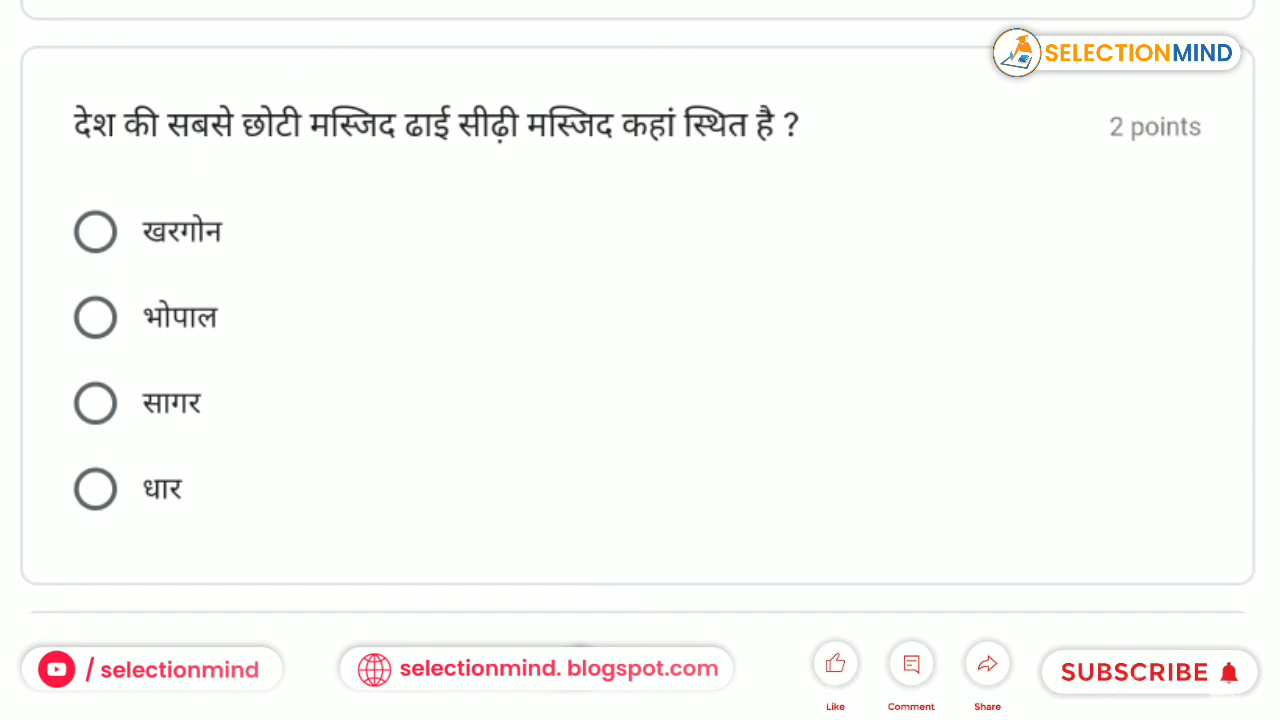 SELECTIONMIND
देश की सबसे छोटी मस्जिद ढाई सीढ़ी मस्जिद कहां स्थित है ?
2 points
खरगोन
भोपाल
सागर
धार
/ selectionmind
selectionmind. blogspot.com
Like
Comment
Share
SUBSCRIBE